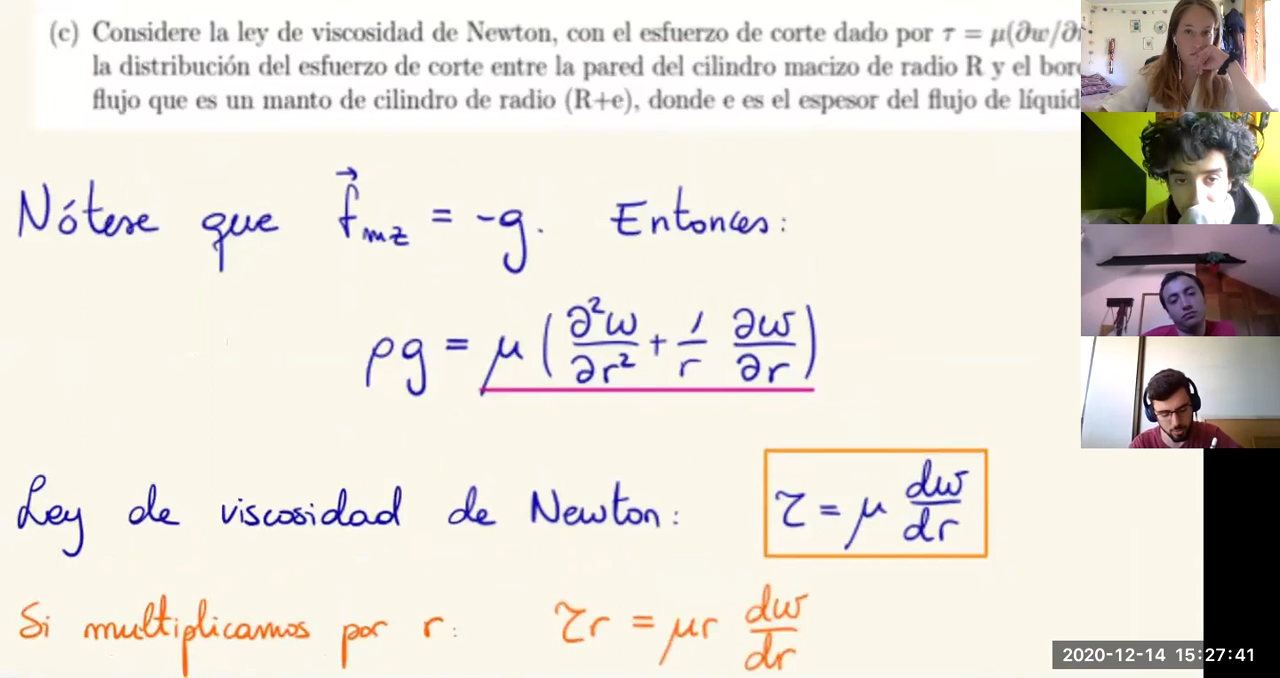 (c) Considere la ley de viscosidad de Newton, con el esfuerzo de corte dado por τ = μ(∂w/∂r
la distribución del esfuerzo de corte entre la pared del cilindro macizo de radio R y el
flujo que es un manto de cilindro de radio (R+e), donde e es el espesor del flujo de
Nótese que f⃗mz = -g. Entonces:
ρg = μ(∂²w/∂r² + 1/r ∂w/∂r)
Ley de viscosidad de Newton: τ = μ dw/dr
Si multiplicamos por r: τr = μr dw/dr
2020-12-14 15:27:41